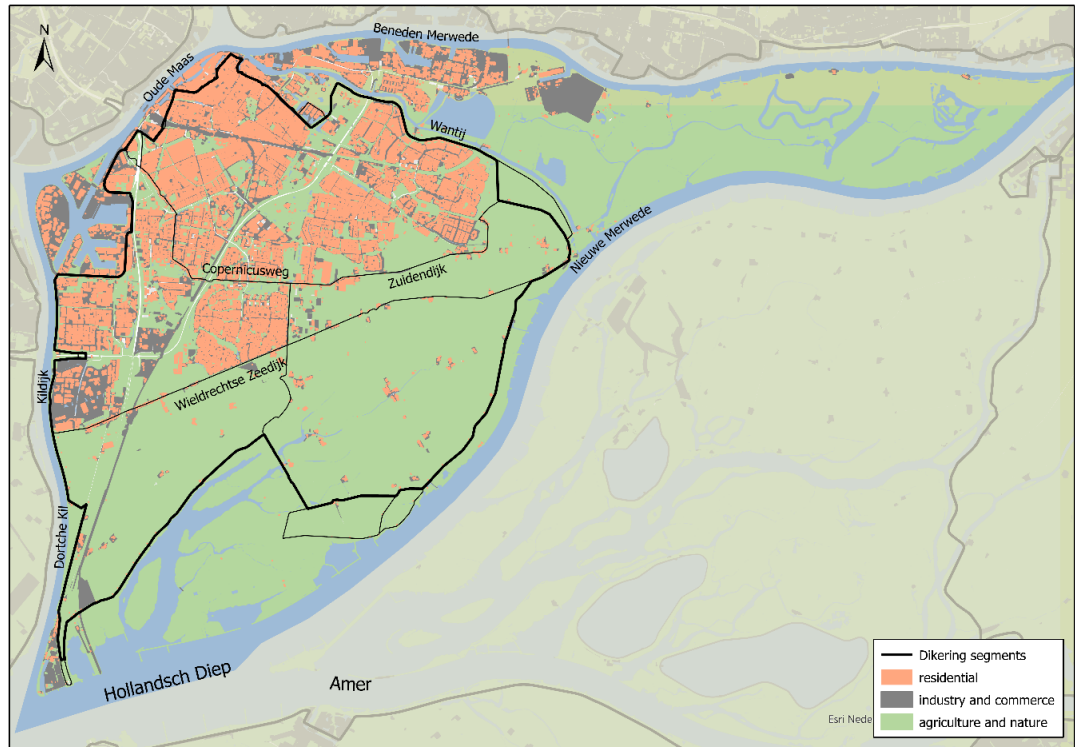 N
Beneden Merwede
Oude Maas
Wantij
Nieuwe Merwede
Copernicusweg
Zuidendijk
Wieldrechtse Zeedijk
Kildijk
Dortche Kil
Hollandsch Diep
Amer
Dikering segments
residential
industry and commerce
agriculture and nature
Esri Nede